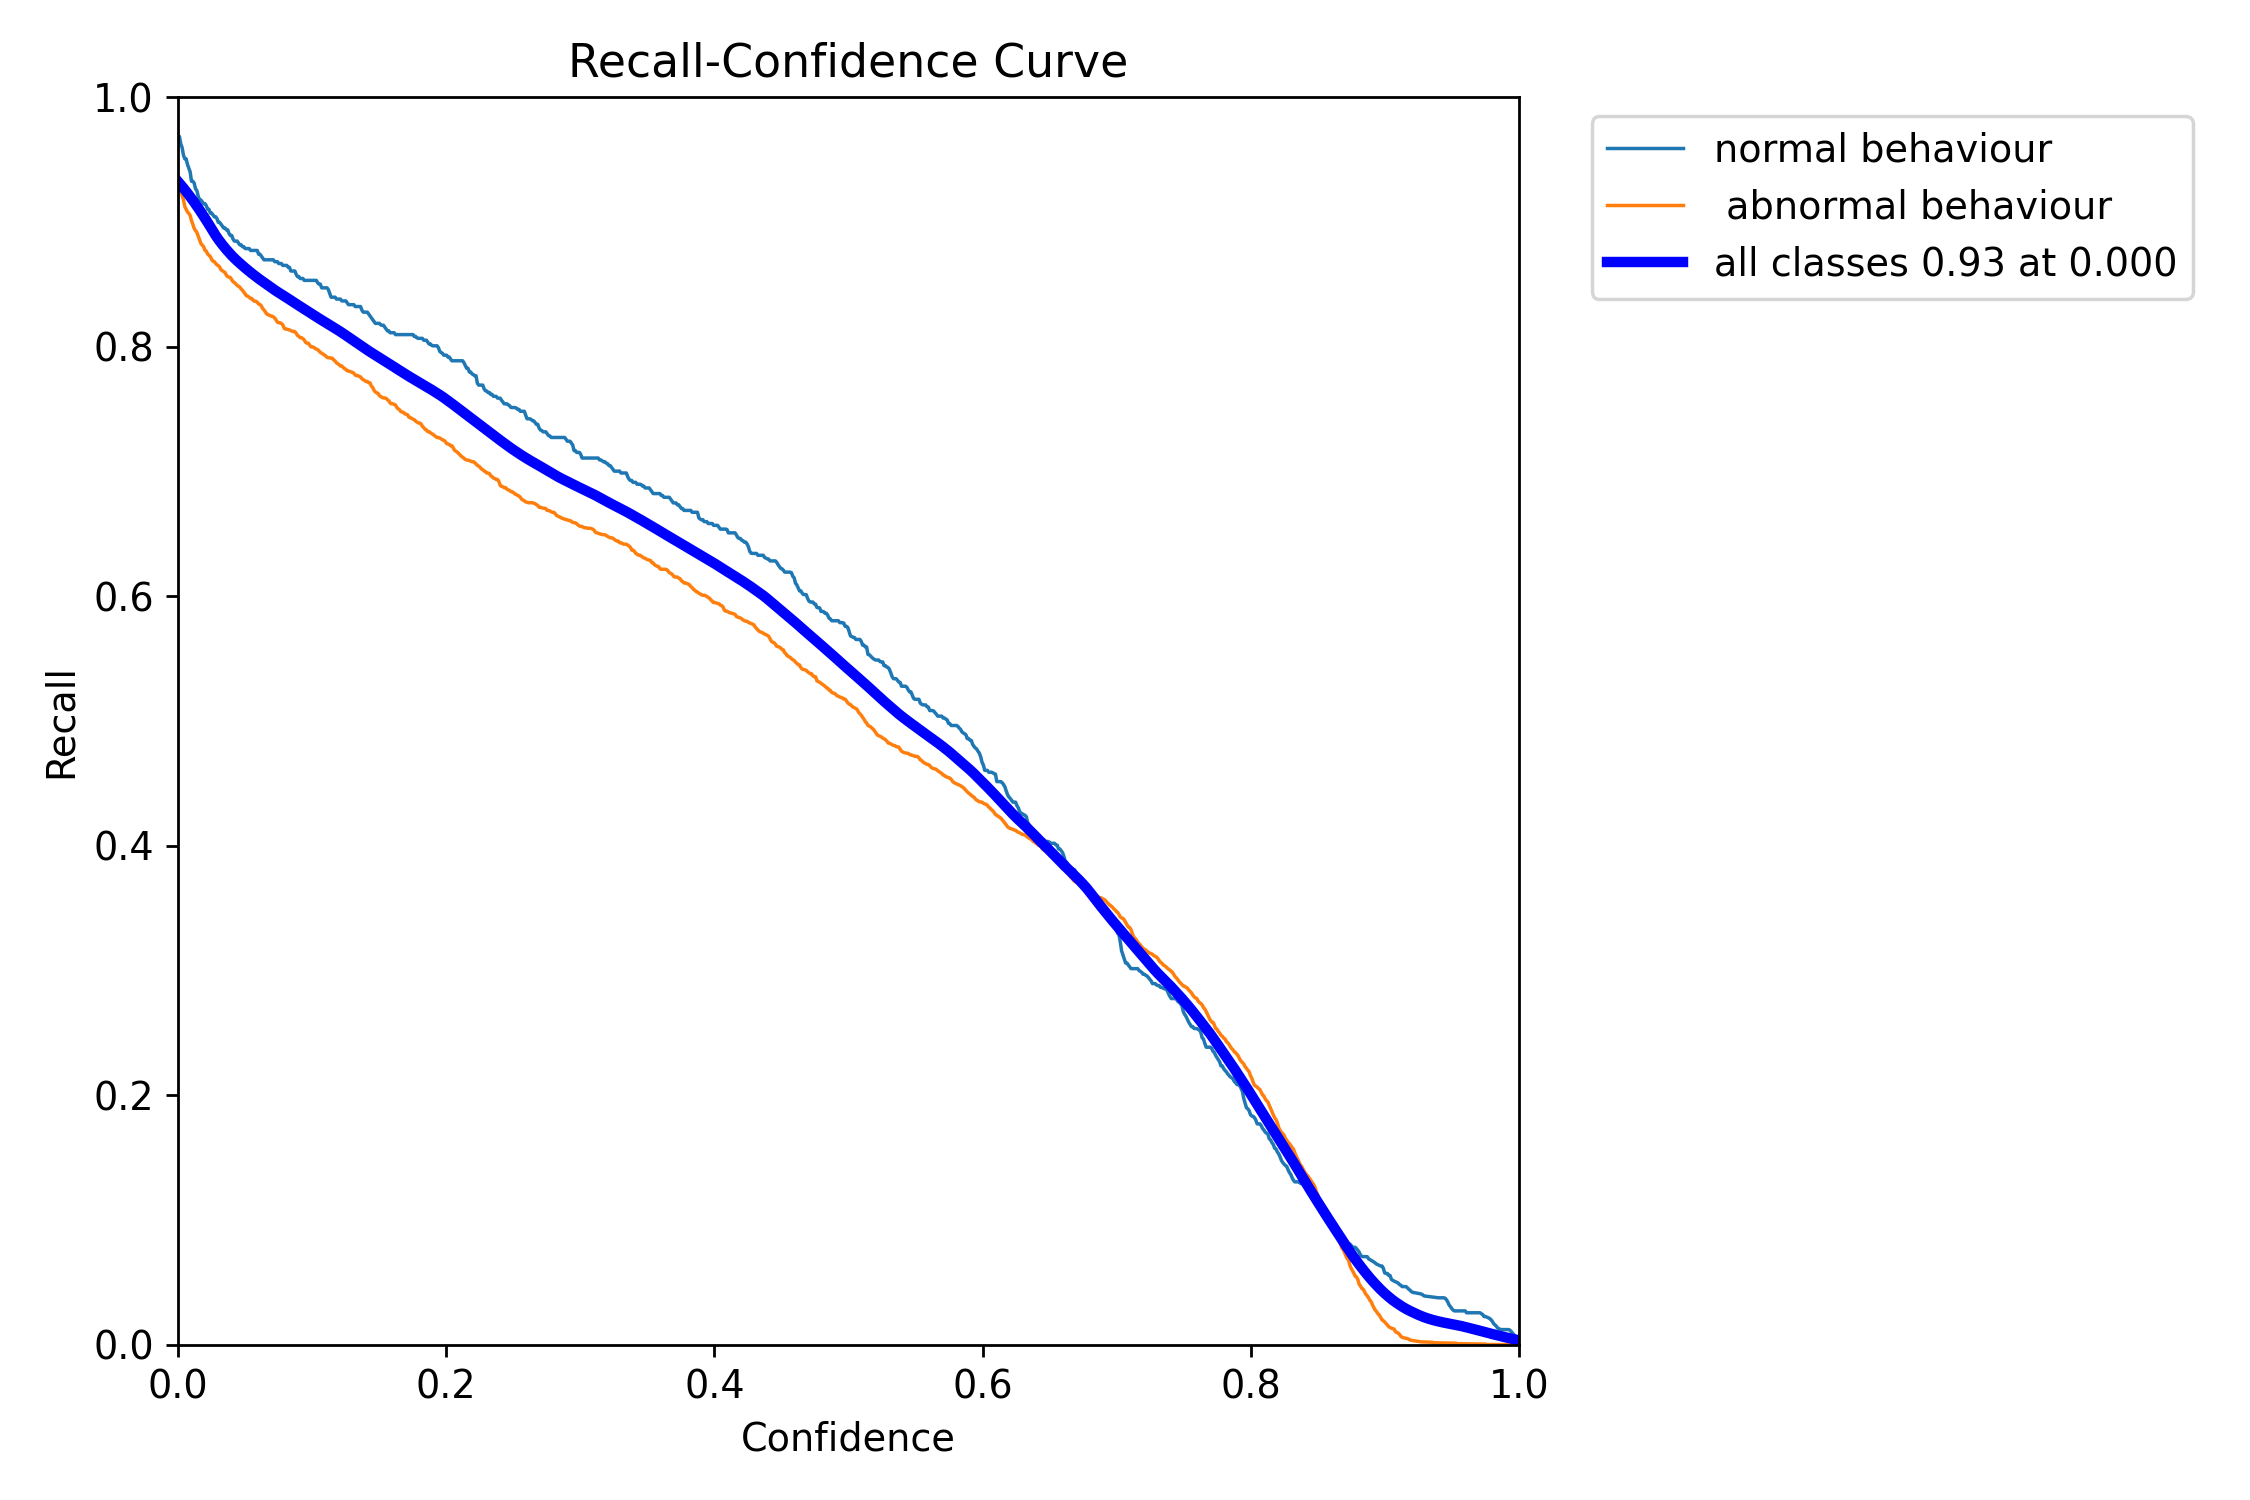 Recall-Confidence Curve
normal behaviour
abnormal behaviour
all classes 0.93 at 0.000
1.0
0.8
0.6
0.4
0.2
0.0
Recall
0.0 0.2 0.4 0.6 0.8 1.0
Confidence